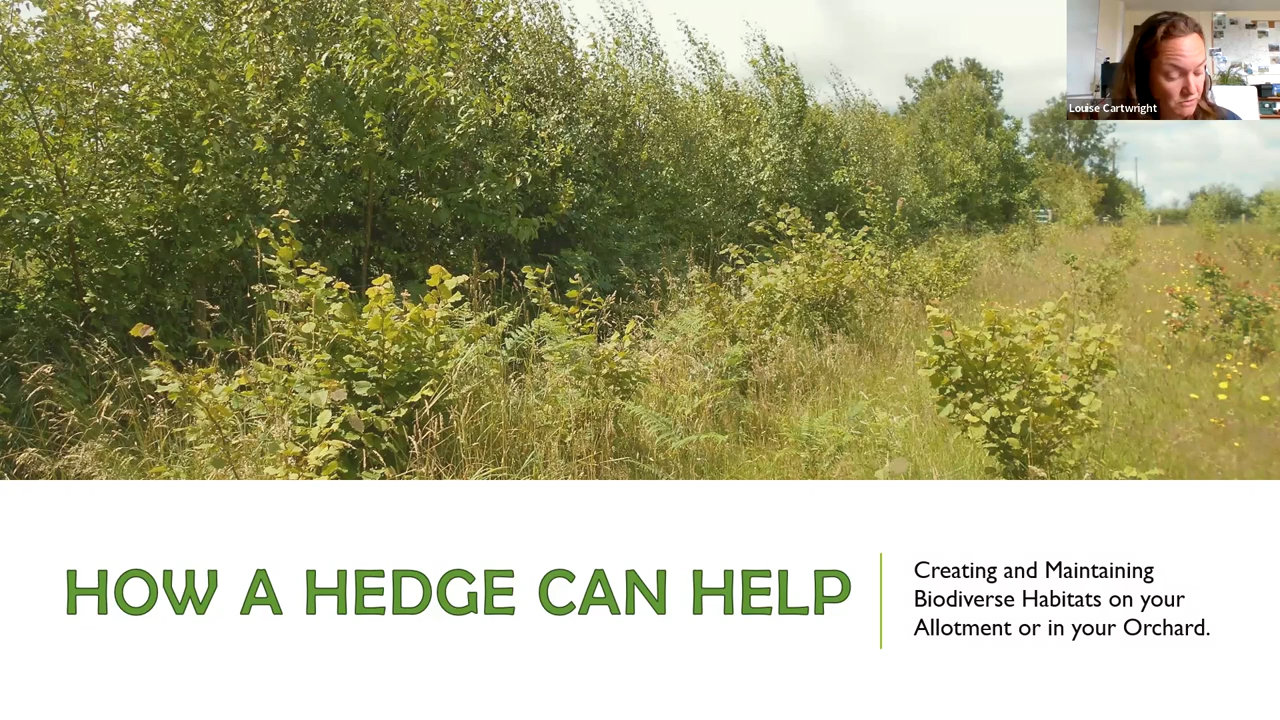 Louise Cartwright
HOW A HEDGE CAN HELP
Creating and Maintaining
Biodiverse Habitats on your
Allotment or in your Orchard.